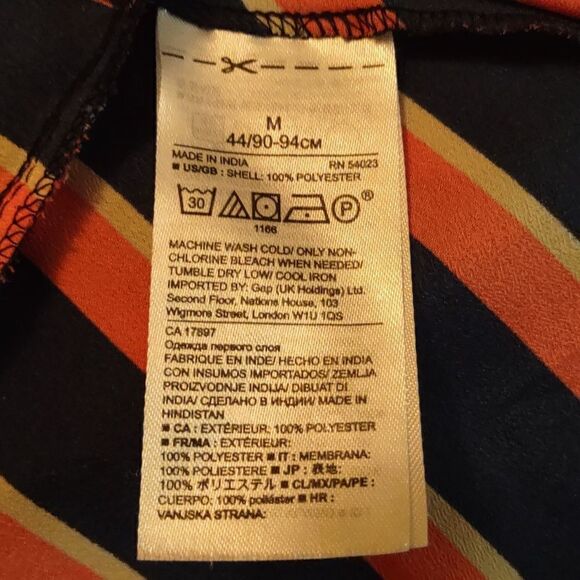 M
44/90-94CM
MADE IN INDIA RN 54023
■ US/GB : SHELL: 100% POLYESTER
30 P ®
1166
MACHINE WASH COLD/ ONLY NON-
CHLORINE BLEACH WHEN NEEDED/
TUMBLE DRY LOW/ COOL IRON
IMPORTED BY: Gap (UK Holdings) Ltd.
Second Floor, Nations House, 103
Wigmore Street, London W1U 1QS
CA 17897
Одежда первого слоя
FABRIQUE EN INDE/ HECHO EN INDIA
CON INSUMOS IMPORTADOS/ ZEMLJA
PROIZVODNJE INDIJA/ DIBUAT DI
INDIA/ СДЕЛАНО В ИНДИИ/ MADE IN
HINDISTAN
■ CA : EXTÉRIEUR: 100% POLYESTER
■ FR/MA : EXTÉRIEUR:
100% POLYESTER ■ IT : MEMBRANA:
100% POLIESTERE ■ JP : 表地:
100% ポリエステル ■ CL/MX/PA/PE :
CUERPO: 100% poliéster ■ HR :
VANJSKA STRANA: